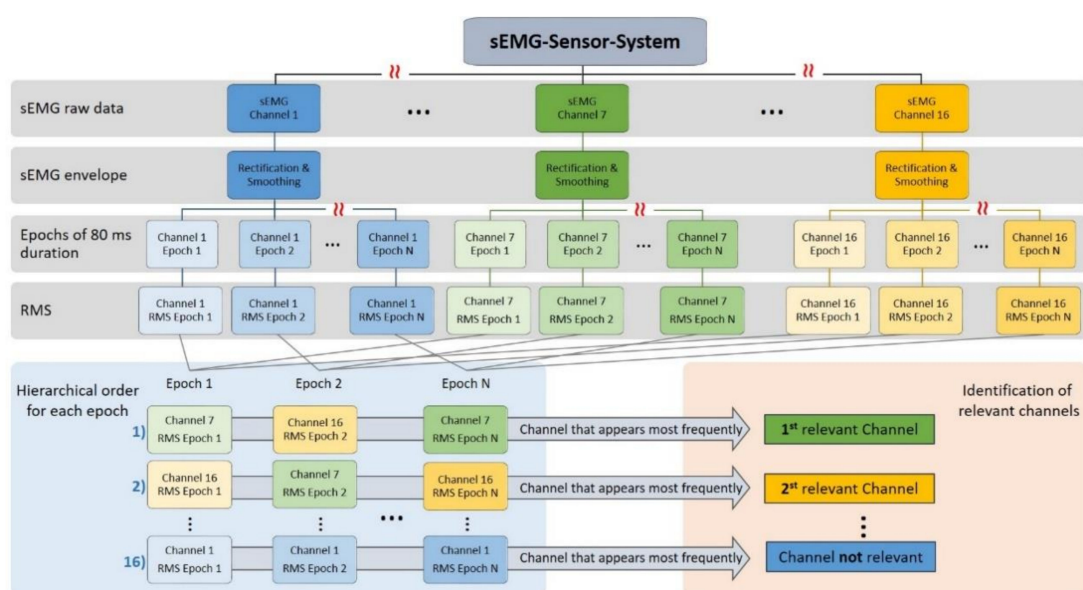 sEMG-Sensor-System
sEMG raw data
sEMG
Channel 1
...
sEMG
Channel 7
...
sEMG
Channel 16
sEMG envelope
Rectification &
Smoothing
Rectification &
Smoothing
Rectification &
Smoothing
Epochs of 80 ms
duration
Channel 1
Epoch 1
Channel 1
Epoch 2
...
Channel 1
Epoch N
Channel 7
Epoch 1
Channel 7
Epoch 2
...
Channel 7
Epoch N
Channel 16
Epoch 1
Channel 16
Epoch 2
...
Channel 16
Epoch N
RMS
Channel 1
RMS Epoch 1
Channel 1
RMS Epoch 2
Channel 1
RMS Epoch N
Channel 7
RMS Epoch 1
Channel 7
RMS Epoch 2
Channel 7
RMS Epoch N
Channel 16
RMS Epoch 1
Channel 16
RMS Epoch 2
Channel 16
RMS Epoch N
Hierarchical order
for each epoch
Epoch 1
Epoch 2
Epoch N
Identification of
relevant channels
1)
Channel 7
RMS Epoch 1
Channel 16
RMS Epoch 2
Channel 7
RMS Epoch N
Channel that appears most frequently
1st relevant Channel
2)
Channel 16
RMS Epoch 1
Channel 7
RMS Epoch 2
Channel 16
RMS Epoch N
Channel that appears most frequently
2nd relevant Channel
...
16)
Channel 1
RMS Epoch 1
Channel 1
RMS Epoch 2
Channel 1
RMS Epoch N
Channel that appears most frequently
Channel not relevant